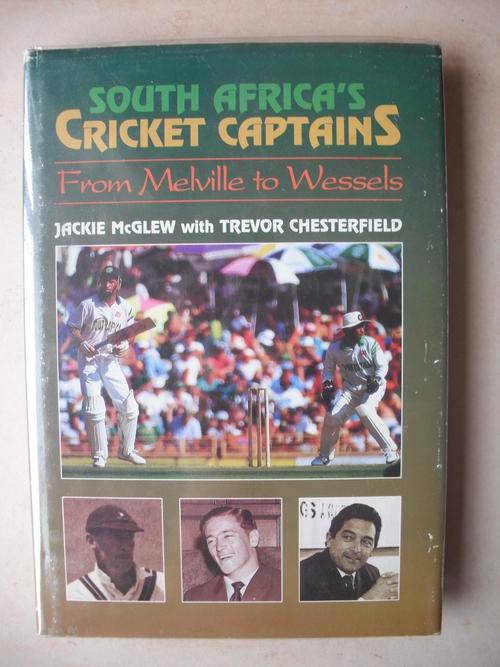 SOUTH AFRICA'S
CRICKET CAPTAINS
From Melville to Wessels
JACKIE McGLEW with TREVOR CHESTERFIELD